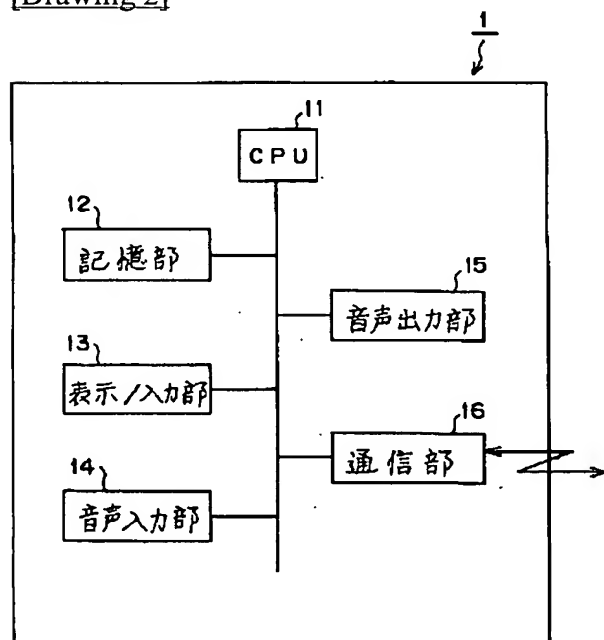 [Drawing 2]
1
11
CPU
12
記憶部
15
音声出力部
13
表示/入力部
16
通信部
14
音声入力部